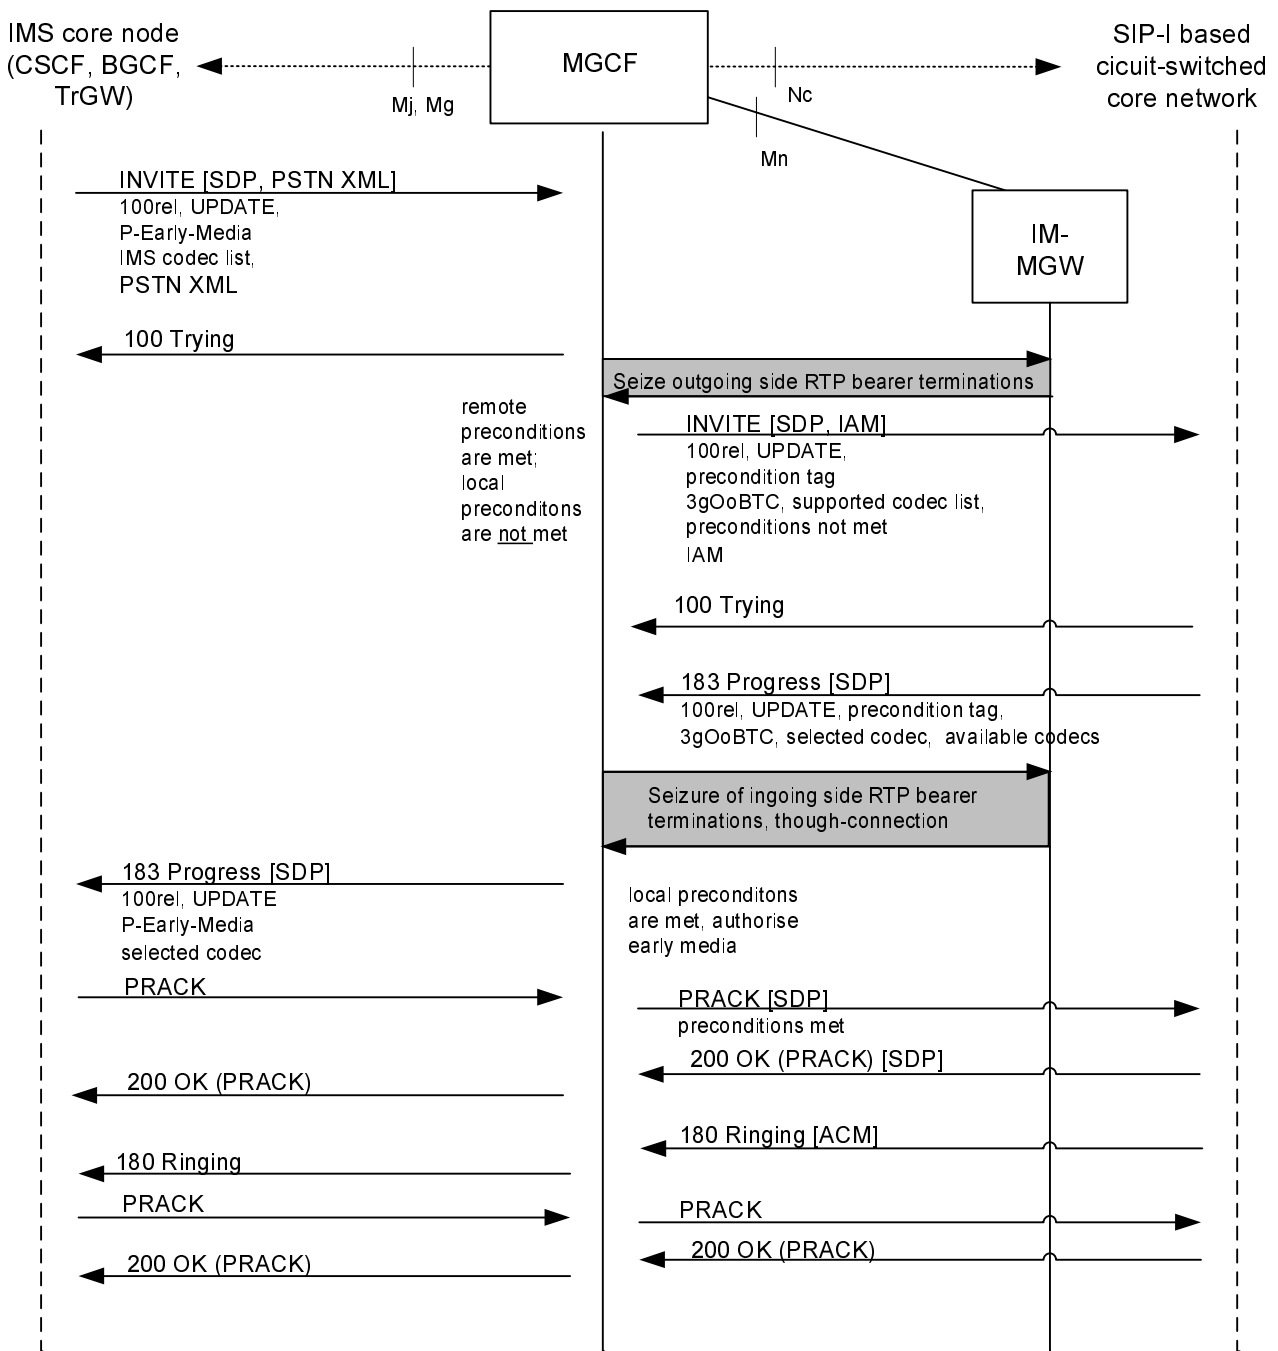 IMS core node
(CSCF, BGCF,
TrGW)
Mj, Mg
MGCF
Nc
Mn
SIP-I based
cicuit-switched
core network
IM-
MGW
INVITE [SDP, PSTN XML]
100rel, UPDATE,
P-Early-Media
IMS codec list,
PSTN XML
100 Trying
Seize outgoing side RTP bearer terminations
remote
preconditions
are met;
local
preconditons
are not met
INVITE [SDP, IAM]
100rel, UPDATE,
precondition tag
3gOoBTC, supported codec list,
preconditions not met
IAM
100 Trying
183 Progress [SDP]
100rel, UPDATE, precondition tag,
3gOoBTC, selected codec, available codecs
Seizure of ingoing side RTP bearer
terminations, though-connection
183 Progress [SDP]
100rel, UPDATE
P-Early-Media
selected codec
local preconditons
are met, authorise
early media
PRACK
PRACK [SDP]
preconditions met
200 OK (PRACK) [SDP]
200 OK (PRACK)
180 Ringing [ACM]
180 Ringing
PRACK
PRACK
200 OK (PRACK)
200 OK (PRACK)